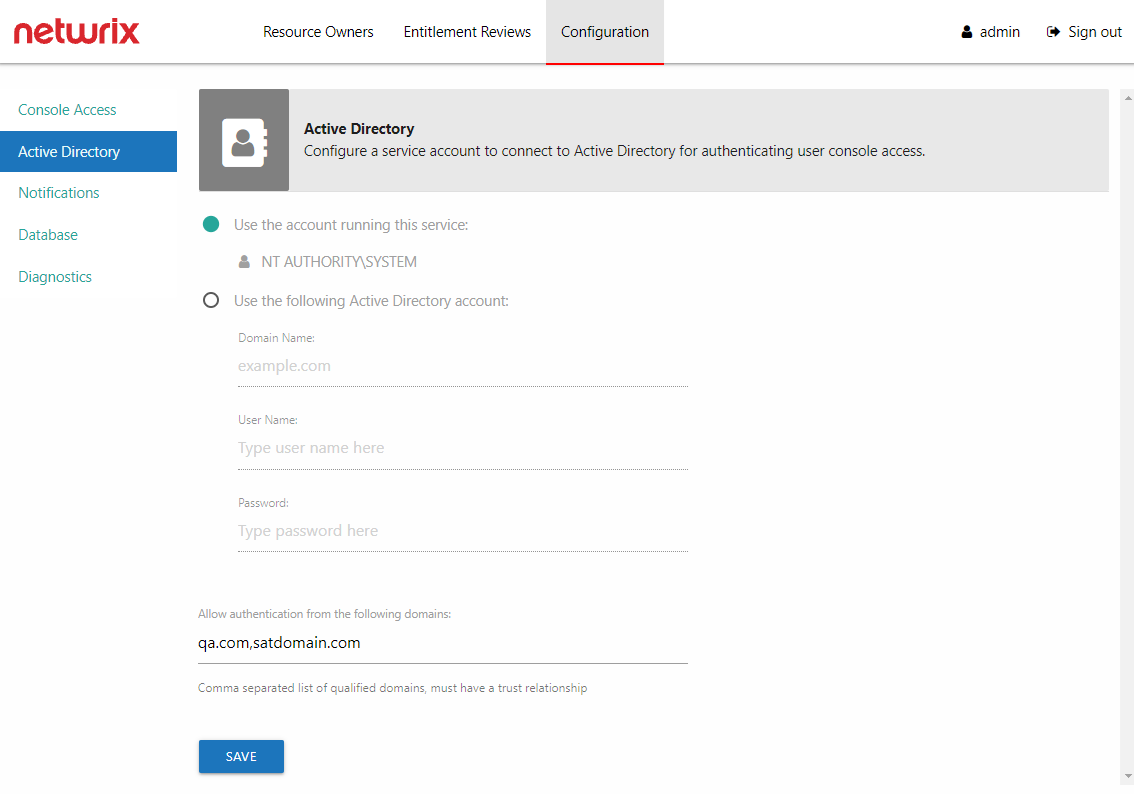 netwrix
Resource Owners
Entitlement Reviews
Configuration
admin
Sign out
Console Access
Active Directory
Notifications
Database
Diagnostics
Active Directory
Configure a service account to connect to Active Directory for authenticating user console access.
Use the account running this service:
NT AUTHORITY\SYSTEM
Use the following Active Directory account:
Domain Name:
example.com
User Name:
Type user name here
Password:
Type password here
Allow authentication from the following domains:
qa.com,satdomain.com
Comma separated list of qualified domains, must have a trust relationship
SAVE